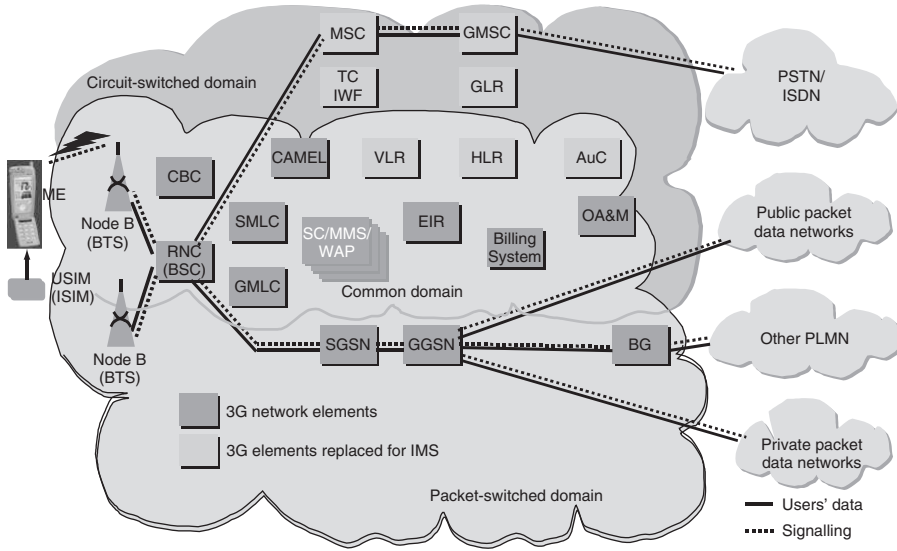 MSC
GMSC
Circuit-switched domain
TC
IWF
GLR
PSTN/
ISDN
CAMEL
VLR
HLR
AuC
CBC
ME
Node B
(BTS)
SMLC
SC/MMS/
WAP
EIR
OA&M
Public packet
data networks
RNC
(BSC)
Billing
System
USIM
(ISIM)
GMLC
Common domain
Node B
(BTS)
SGSN
GGSN
BG
Other PLMN
3G network elements
3G elements replaced for IMS
Private packet
data networks
Packet-switched domain
Users' data
Signalling